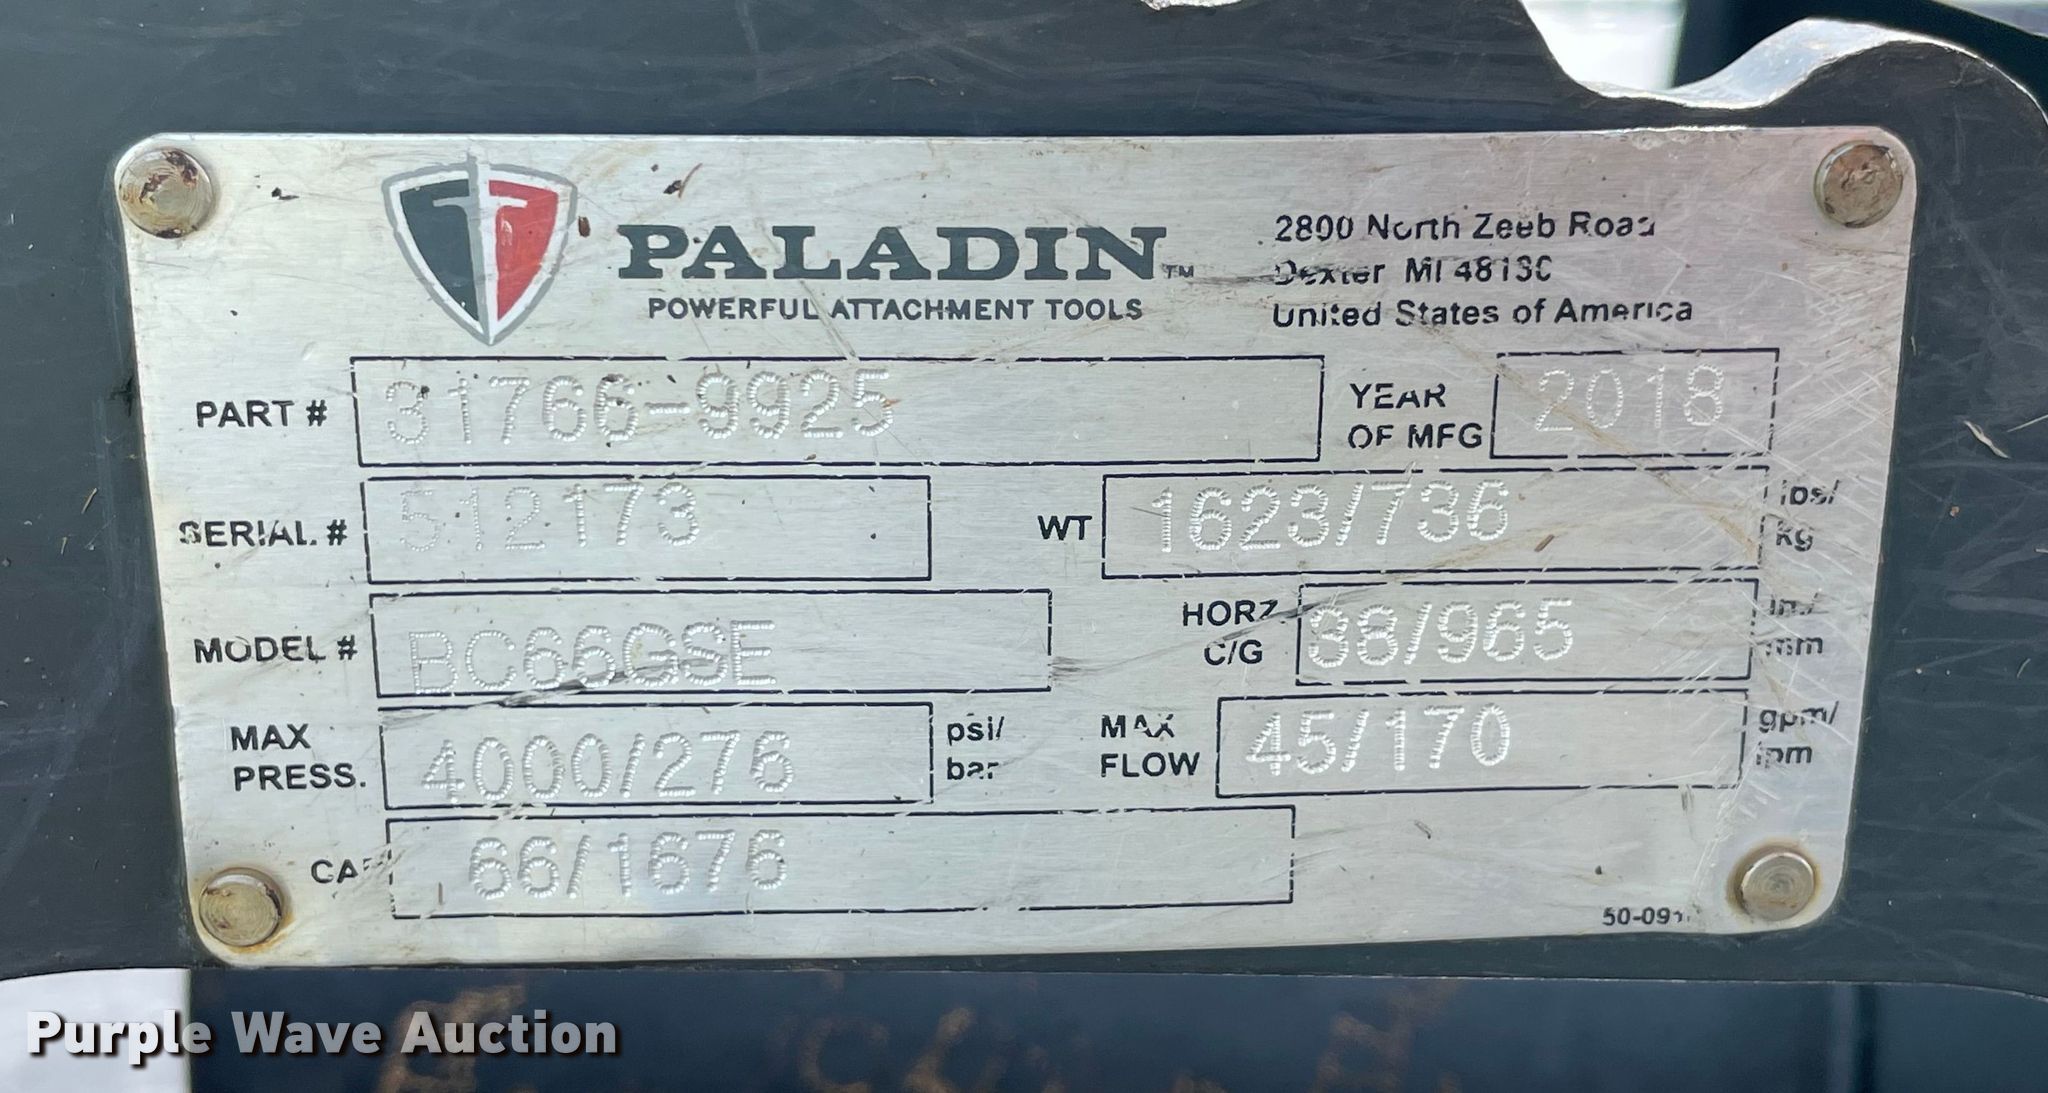 PALADIN™
POWERFUL ATTACHMENT TOOLS
2800 North Zeeb Road
Dexter MI 48130
United States of America
PART # 31766-9925
YEAR OF MFG 2018
SERIAL # 512173
WT 1623/736 lbs/ kg
MODEL # BC66GSE
HORZ. C/G 38/965 in/ mm
MAX PRESS. 4000/276 psi/ bar
MAX FLOW 45/170 gpm/ lpm
66/1676
Purple Wave Auction